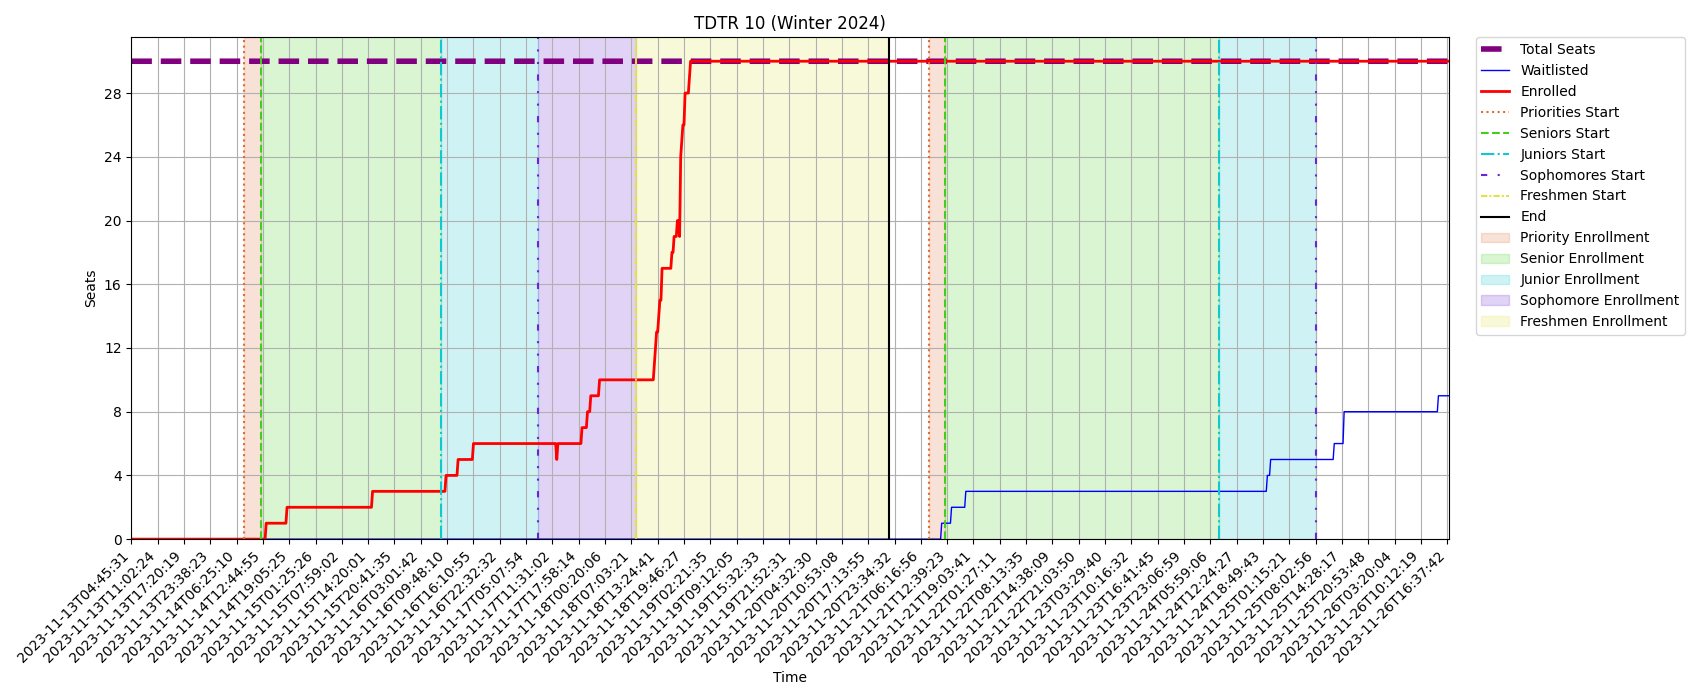 TDTR 10 (Winter 2024)
Seats
28
24
20
16
12
8
4
0
2023-11-13T04:45:31
2023-11-13T11:02:24
2023-11-13T17:20:19
2023-11-13T23:38:23
2023-11-14T06:25:10
2023-11-14T12:44:55
2023-11-14T19:05:25
2023-11-15T01:25:26
2023-11-15T07:59:02
2023-11-15T14:20:01
2023-11-15T20:41:35
2023-11-16T03:01:42
2023-11-16T09:48:10
2023-11-16T16:10:55
2023-11-16T22:32:32
2023-11-17T05:07:54
2023-11-17T11:31:02
2023-11-17T17:58:14
2023-11-18T00:20:06
2023-11-18T07:03:21
2023-11-18T13:24:41
2023-11-18T19:46:27
2023-11-19T02:21:35
2023-11-19T09:12:05
2023-11-19T15:32:33
2023-11-19T21:52:31
2023-11-20T04:32:30
2023-11-20T10:53:08
2023-11-20T17:13:55
2023-11-20T23:34:32
2023-11-21T06:16:56
2023-11-21T12:39:23
2023-11-21T19:03:41
2023-11-22T01:27:11
2023-11-22T08:13:35
2023-11-22T14:38:09
2023-11-22T21:03:50
2023-11-23T03:29:40
2023-11-23T10:16:32
2023-11-23T16:41:45
2023-11-23T23:06:59
2023-11-24T05:59:06
2023-11-24T12:24:27
2023-11-24T18:49:43
2023-11-25T01:15:21
2023-11-25T08:02:56
2023-11-25T14:28:17
2023-11-25T20:53:48
2023-11-26T03:20:04
2023-11-26T10:12:19
2023-11-26T16:37:42
Time
Total Seats
Waitlisted
Enrolled
Priorities Start
Seniors Start
Juniors Start
Sophomores Start
Freshmen Start
End
Priority Enrollment
Senior Enrollment
Junior Enrollment
Sophomore Enrollment
Freshmen Enrollment